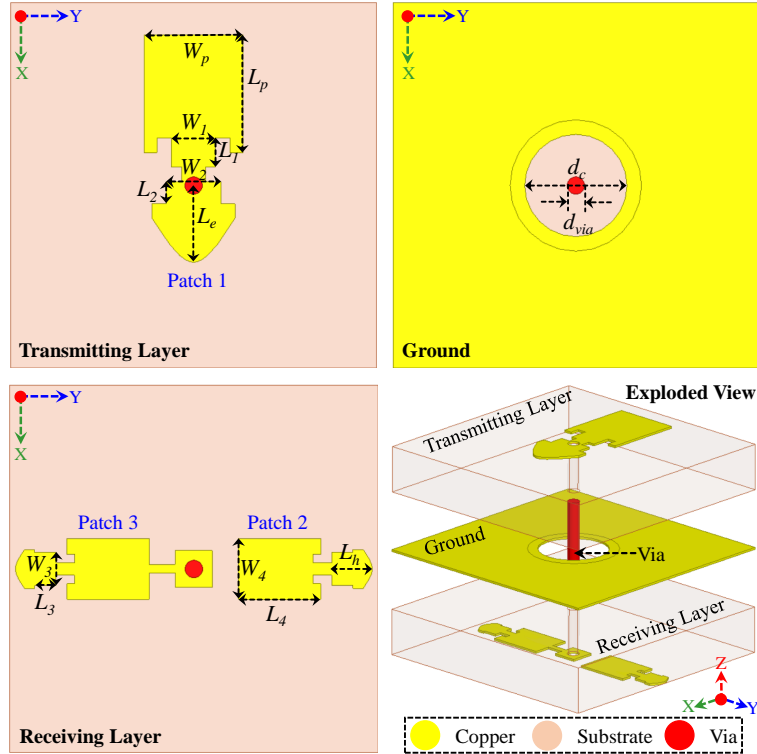 Y
X
W_p
L_p
W_1
L_1
W_2
L_2
L_e
Patch 1
Transmitting Layer
Y
X
d_c
d_via
Ground
Y
X
Patch 3
Patch 2
W_3
L_3
W_4
L_4
L_h
Receiving Layer
Exploded View
Transmitting Layer
Ground
Via
Receiving Layer
Z
X
Y
Copper Substrate Via